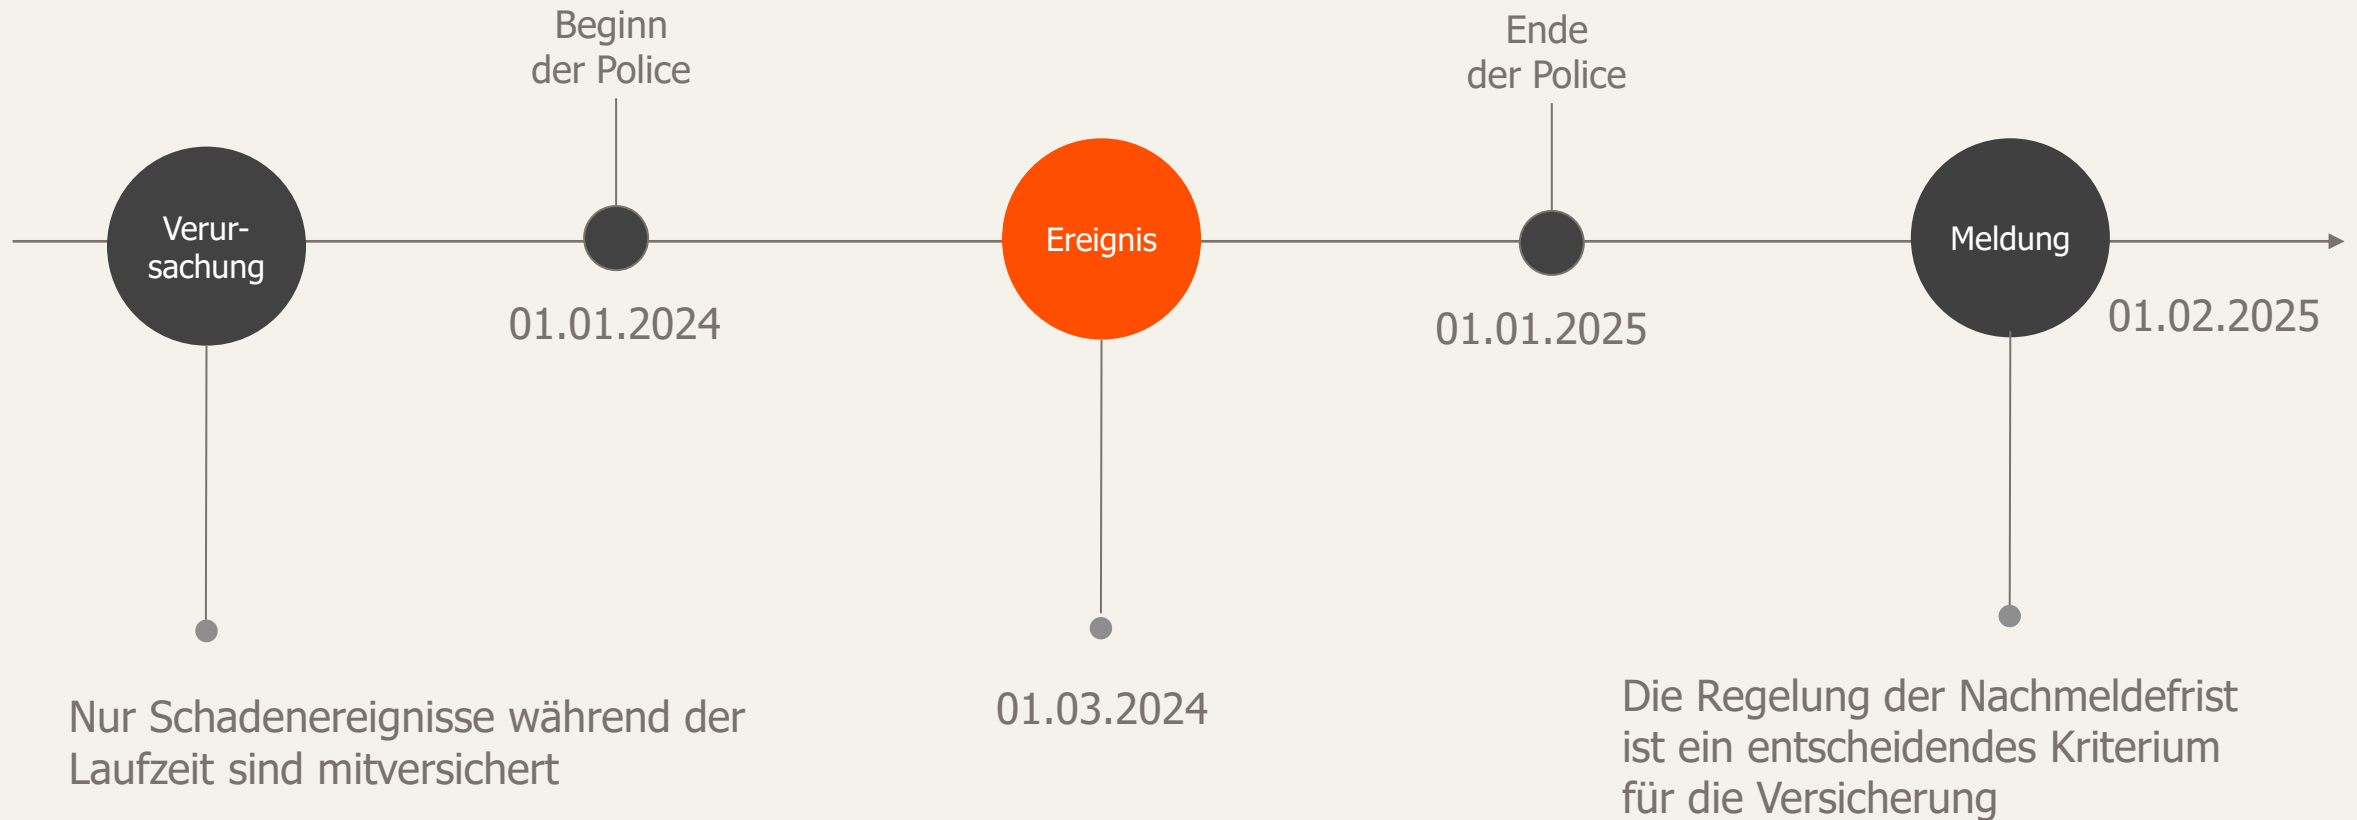 Beginn
der Police
Ende
der Police
Verur-
sachung
Ereignis
Meldung
01.01.2024
01.01.2025
01.02.2025
Nur Schadenereignisse während der
Laufzeit sind mitversichert
01.03.2024
Die Regelung der Nachmeldefrist
ist ein entscheidendes Kriterium
für die Versicherung